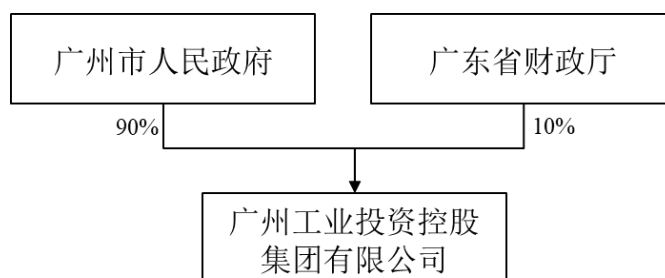 广州市人民政府
广东省财政厅
90%
10%
广州工业投资控股
集团有限公司